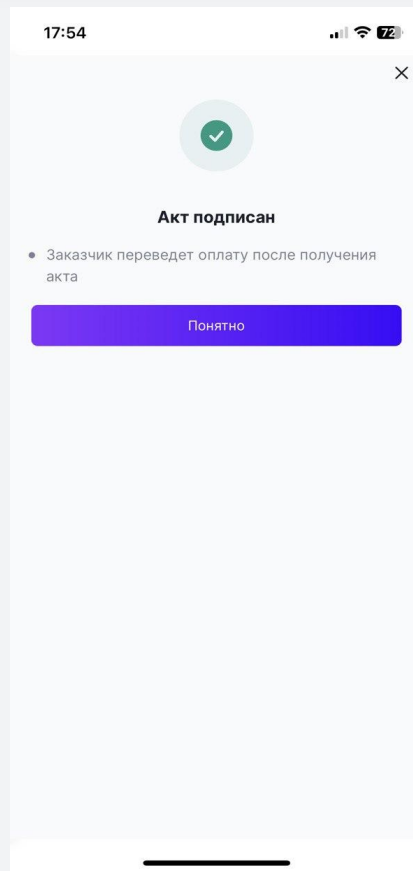 17:54
72
Акт подписан
Заказчик переведет оплату после получения
акта
Понятно